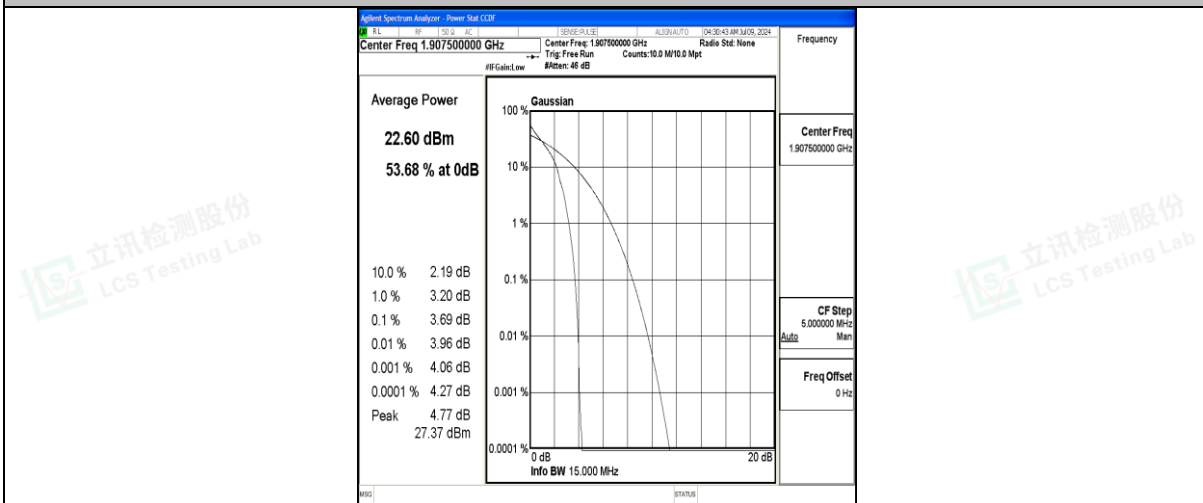 Agilent Spectrum Analyzer - Power Stat CCDF
RL RF 50 Ω AC SENSE:PULSE ALIGN AUTO 04:30:43 AM Jul 09, 2024
Center Freq 1.907500000 GHz
Center Freq: 1.907500000 GHz Radio Std: None
Trig: Free Run Counts:10.0 M/10.0 Mpt
#IFGain:Low #Atten: 46 dB
Frequency
Average Power
22.60 dBm
53.68 % at 0dB
10.0 % 2.19 dB
1.0 % 3.20 dB
0.1 % 3.69 dB
0.01 % 3.96 dB
0.001 % 4.06 dB
0.0001 % 4.27 dB
Peak 4.77 dB
27.37 dBm
Gaussian
100 %
10 %
1 %
0.1 %
0.01 %
0.001 %
0.0001 %
0 dB 20 dB
Info BW 15.000 MHz
Center Freq
1.907500000 GHz
CF Step
5.000000 MHz
Auto Man
Freq Offset
0 Hz
MSG STATUS
立讯检测股份
LCS Testing Lab
立讯检测股份
LCS Testing Lab